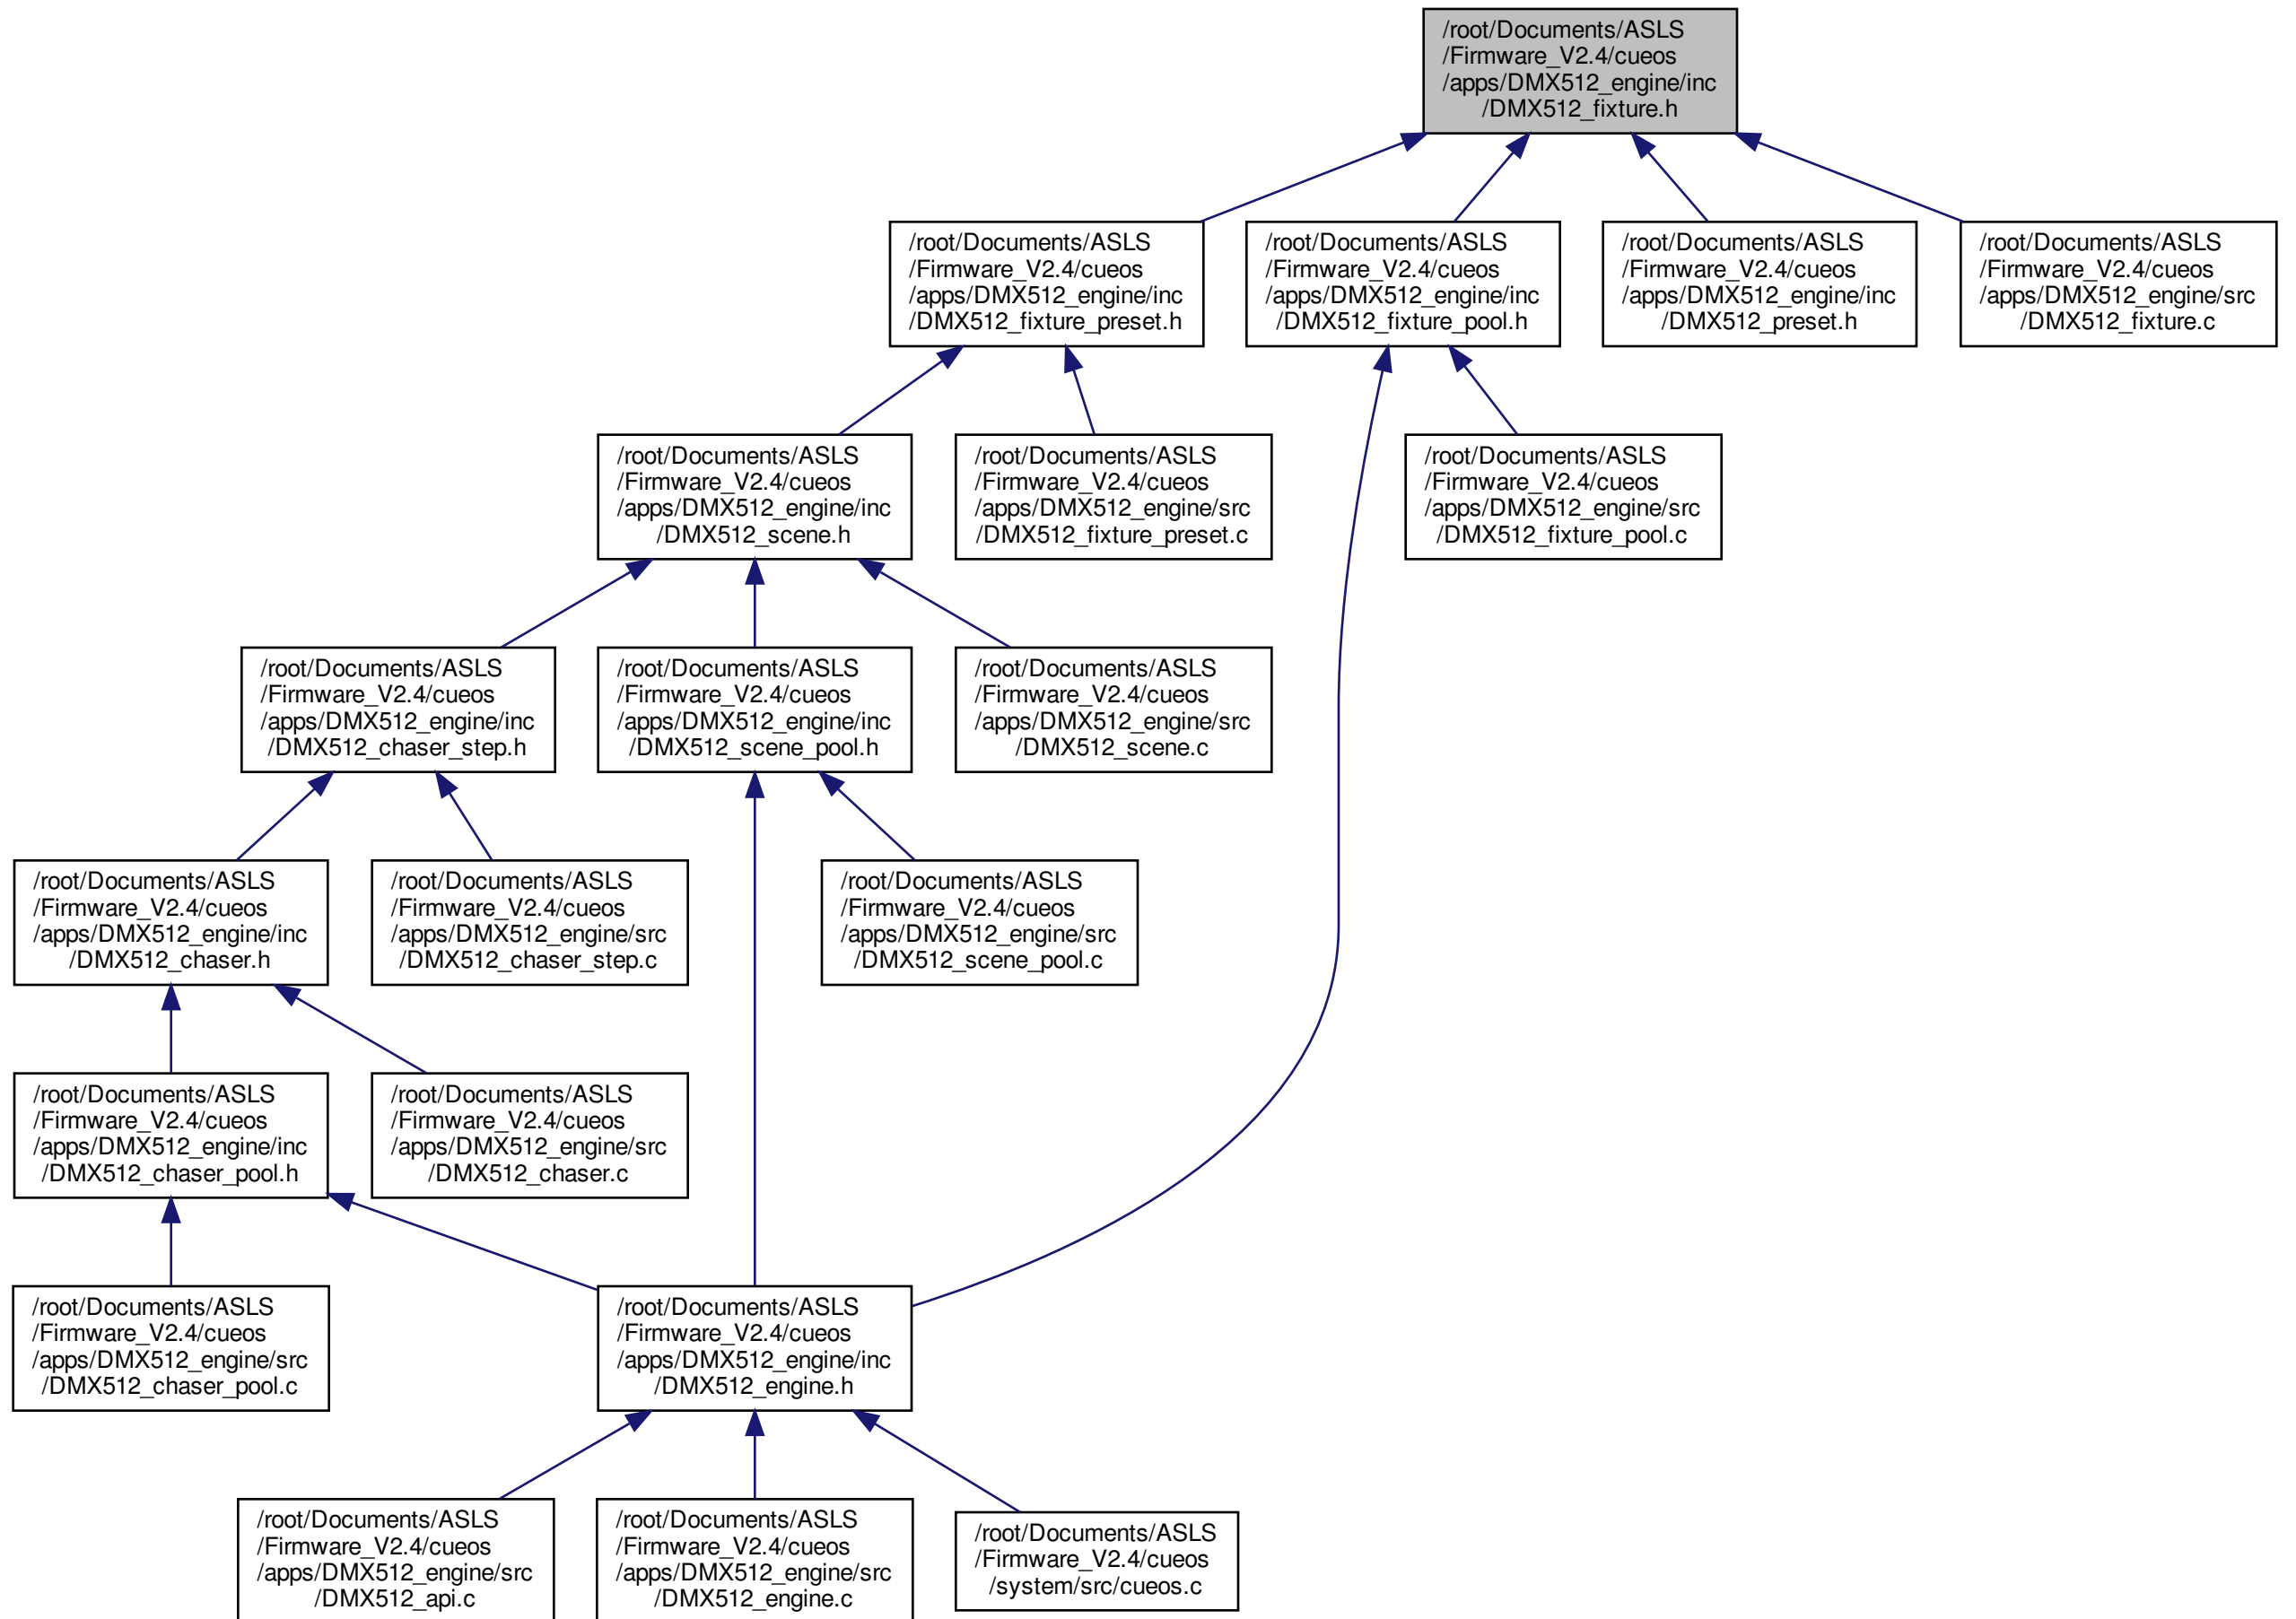 /root/Documents/ASLS
/Firmware_V2.4/cueos
/apps/DMX512_engine/inc
/DMX512_fixture.h
/root/Documents/ASLS
/Firmware_V2.4/cueos
/apps/DMX512_engine/inc
/DMX512_fixture_preset.h
/root/Documents/ASLS
/Firmware_V2.4/cueos
/apps/DMX512_engine/inc
/DMX512_fixture_pool.h
/root/Documents/ASLS
/Firmware_V2.4/cueos
/apps/DMX512_engine/inc
/DMX512_preset.h
/root/Documents/ASLS
/Firmware_V2.4/cueos
/apps/DMX512_engine/src
/DMX512_fixture.c
/root/Documents/ASLS
/Firmware_V2.4/cueos
/apps/DMX512_engine/inc
/DMX512_scene.h
/root/Documents/ASLS
/Firmware_V2.4/cueos
/apps/DMX512_engine/src
/DMX512_fixture_preset.c
/root/Documents/ASLS
/Firmware_V2.4/cueos
/apps/DMX512_engine/src
/DMX512_fixture_pool.c
/root/Documents/ASLS
/Firmware_V2.4/cueos
/apps/DMX512_engine/inc
/DMX512_chaser_step.h
/root/Documents/ASLS
/Firmware_V2.4/cueos
/apps/DMX512_engine/inc
/DMX512_scene_pool.h
/root/Documents/ASLS
/Firmware_V2.4/cueos
/apps/DMX512_engine/src
/DMX512_scene.c
/root/Documents/ASLS
/Firmware_V2.4/cueos
/apps/DMX512_engine/inc
/DMX512_chaser.h
/root/Documents/ASLS
/Firmware_V2.4/cueos
/apps/DMX512_engine/src
/DMX512_chaser_step.c
/root/Documents/ASLS
/Firmware_V2.4/cueos
/apps/DMX512_engine/src
/DMX512_scene_pool.c
/root/Documents/ASLS
/Firmware_V2.4/cueos
/apps/DMX512_engine/inc
/DMX512_chaser_pool.h
/root/Documents/ASLS
/Firmware_V2.4/cueos
/apps/DMX512_engine/src
/DMX512_chaser.c
/root/Documents/ASLS
/Firmware_V2.4/cueos
/apps/DMX512_engine/src
/DMX512_chaser_pool.c
/root/Documents/ASLS
/Firmware_V2.4/cueos
/apps/DMX512_engine/inc
/DMX512_engine.h
/root/Documents/ASLS
/Firmware_V2.4/cueos
/apps/DMX512_engine/src
/DMX512_api.c
/root/Documents/ASLS
/Firmware_V2.4/cueos
/apps/DMX512_engine/src
/DMX512_engine.c
/root/Documents/ASLS
/Firmware_V2.4/cueos
/system/src/cueos.c